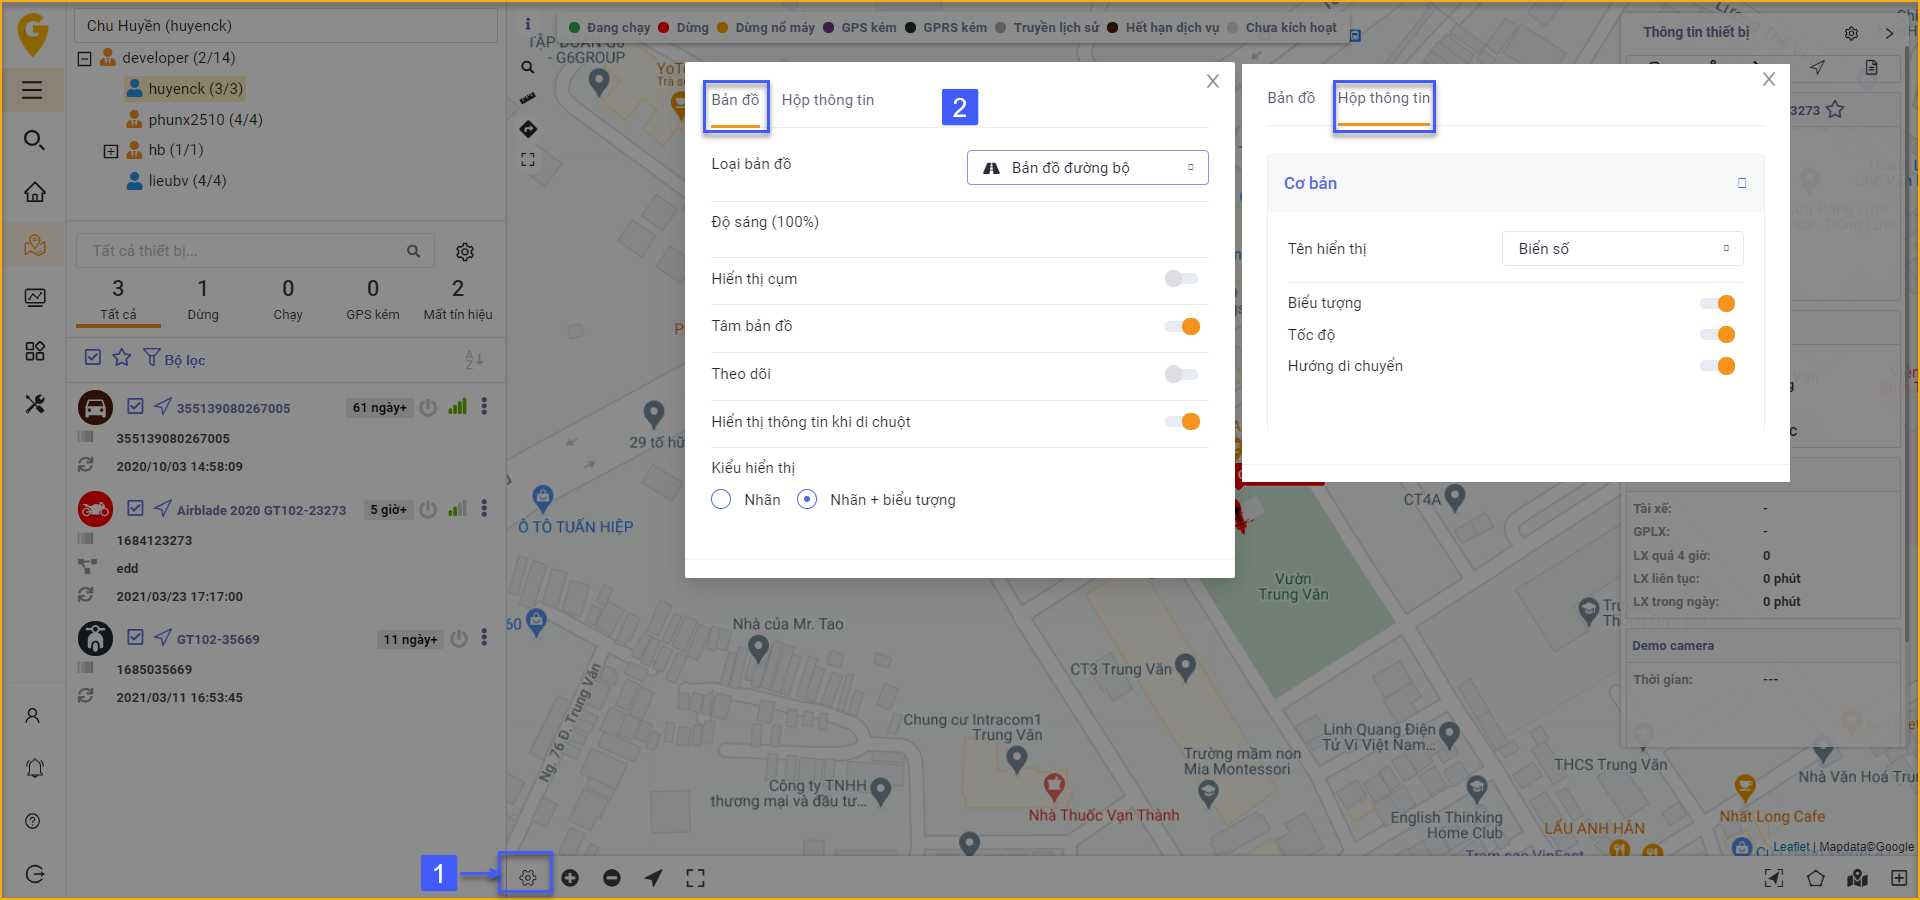 Chu Huyền (huyenck)
developer (2/14)
huyenck (3/3)
phunx2510 (4/4)
hb (1/1)
lieubv (4/4)
Tất cả thiết bị...
3
1
0
0
2
Tất cả
Dừng
Chạy
GPS kém
Mất tín hiệu
Bộ lọc
355139080267005
61 ngày+
355139080267005
2020/10/03 14:58:09
Airblade 2020 GT102-23273
5 giờ+
1684123273
edd
2021/03/23 17:17:00
GT102-35669
11 ngày+
1685035669
2021/03/11 16:53:45
Đang chạy
Dừng
Dừng nổ máy
GPS kém
GPRS kém
Truyền lịch sử
Hết hạn dịch vụ
Chưa kích hoạt
TẬP ĐOÀN G6
- G6GROUP
Bản đồ
Hộp thông tin
2
Loại bản đồ
Bản đồ đường bộ
Độ sáng (100%)
Hiển thị cụm
Tâm bản đồ
Theo dõi
Hiển thị thông tin khi di chuột
Kiểu hiển thị
Nhãn
Nhãn + biểu tượng
Bản đồ
Hộp thông tin
Cơ bản
Tên hiển thị
Biển số
Biểu tượng
Tốc độ
Hướng di chuyển
Thông tin thiết bị
3273
Tài xế: -
GPLX: -
LX quá 4 giờ: 0
LX liên tục: 0 phút
LX trong ngày: 0 phút
Demo camera
Thời gian: ---
29 tố hữ
Ô TÔ TUẤN HIỆP
CT4A
Vườn
Trung Văn
60
Nhà của Mr. Tao
CT3 Trung Văn
Ng. 76 Đ. Trung Văn
Chung cư Intracom1
Trung Văn
Linh Quang Điện
Tử Vi Việt Nam...
Trường mầm non
Mia Montessori
THCS Trung Văn
Nhà Văn Hoá Trun
Công ty TNHH
thương mại và đầu tư...
Nhà Thuốc Vạn Thành
English Thinking
Home Club
LẨU ANH HÀN
Nhất Long Cafe
Leaflet | Mapdata©Google
1